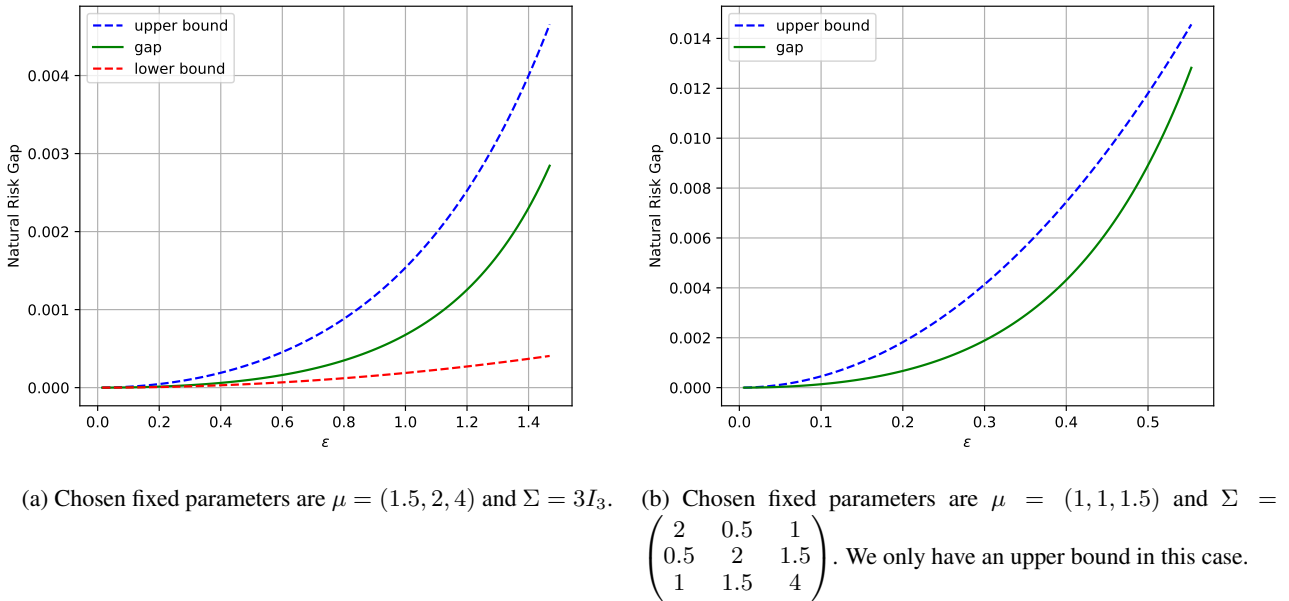 upper bound
gap
lower bound
0.004
0.003
0.002
0.001
0.000
Natural Risk Gap
0.0 0.2 0.4 0.6 0.8 1.0 1.2 1.4
ε
upper bound
gap
0.014
0.012
0.010
0.008
0.006
0.004
0.002
0.000
Natural Risk Gap
0.0 0.1 0.2 0.3 0.4 0.5
ε
(a) Chosen fixed parameters are μ = (1.5, 2, 4) and Σ = 3I₃.
(b) Chosen fixed parameters are μ = (1, 1, 1.5) and Σ =
2 0.5 1
0.5 2 1.5
1 1.5 4
. We only have an upper bound in this case.